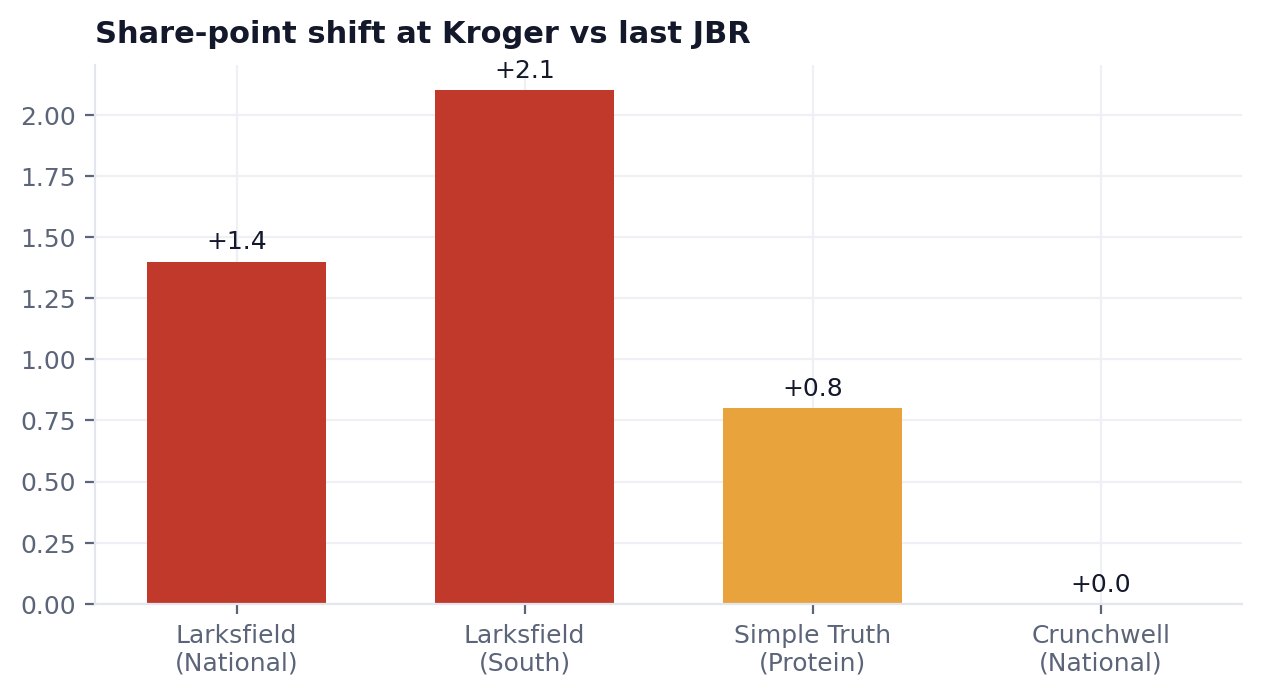 Share-point shift at Kroger vs last JBR
+2.1
+1.4
+0.8
+0.0
2.00
1.75
1.50
1.25
1.00
0.75
0.50
0.25
0.00
Larksfield
(National)
Larksfield
(South)
Simple Truth
(Protein)
Crunchwell
(National)